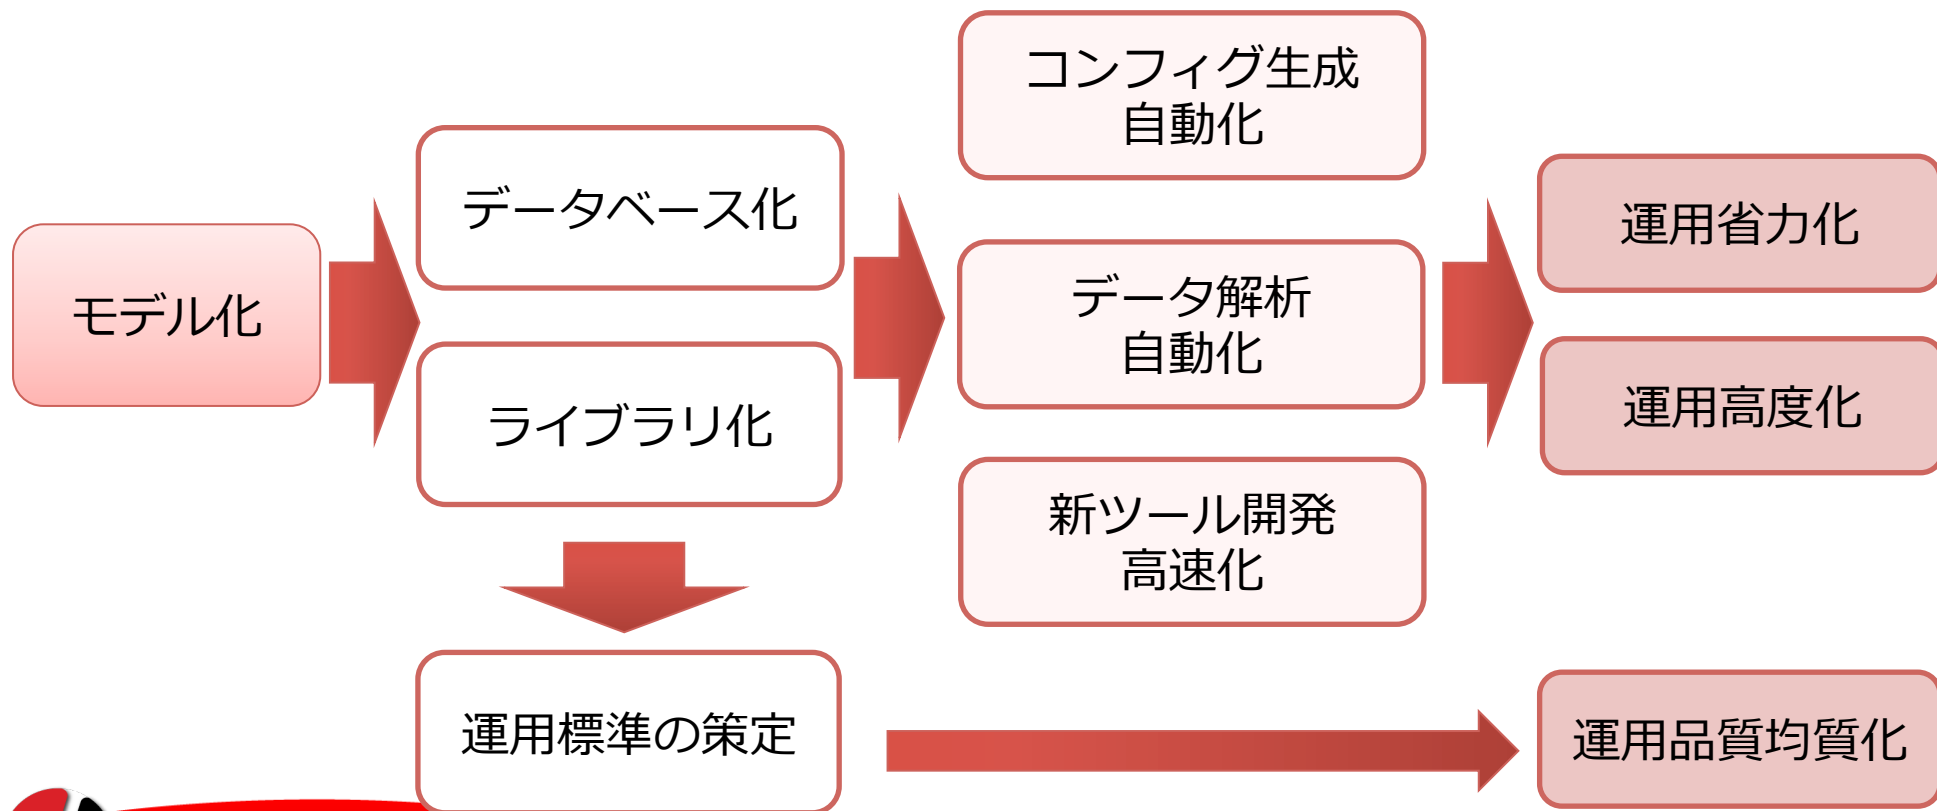 モデル化
データベース化
ライブラリ化
運用標準の策定
コンフィグ生成
自動化
データ解析
自動化
新ツール開発
高速化
運用省力化
運用高度化
運用品質均質化